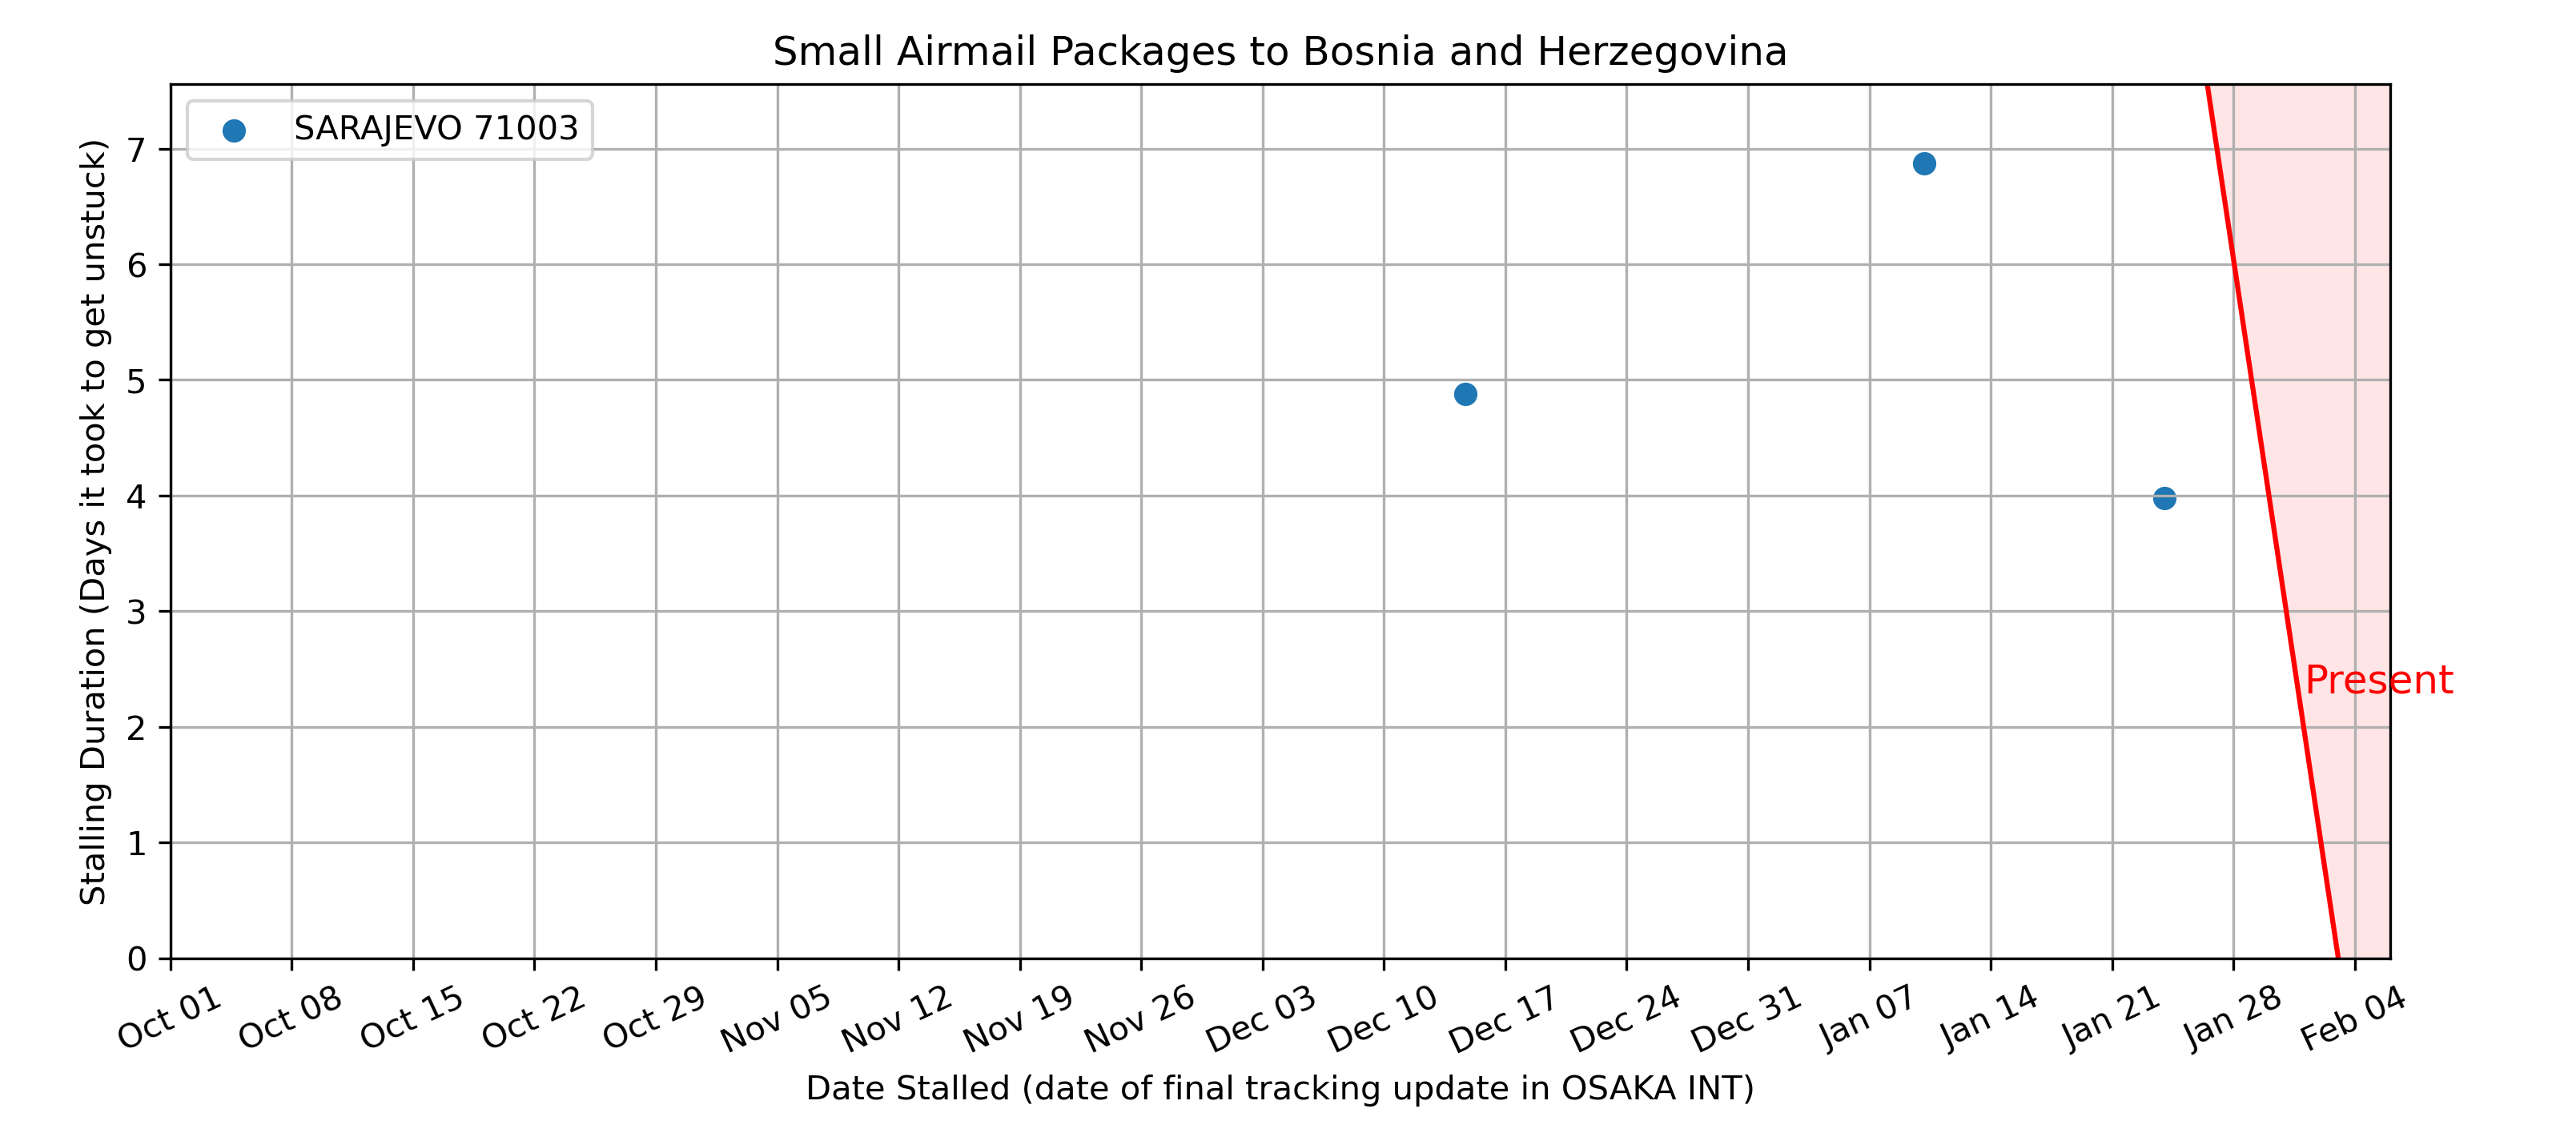 Small Airmail Packages to Bosnia and Herzegovina
SARAJEVO 71003
Stalling Duration (Days it took to get unstuck)
7
6
5
4
3
2
1
0
Present
Oct 01
Oct 08
Oct 15
Oct 22
Oct 29
Nov 05
Nov 12
Nov 19
Nov 26
Dec 03
Dec 10
Dec 17
Dec 24
Dec 31
Jan 07
Jan 14
Jan 21
Jan 28
Feb 04
Date Stalled (date of final tracking update in OSAKA INT)